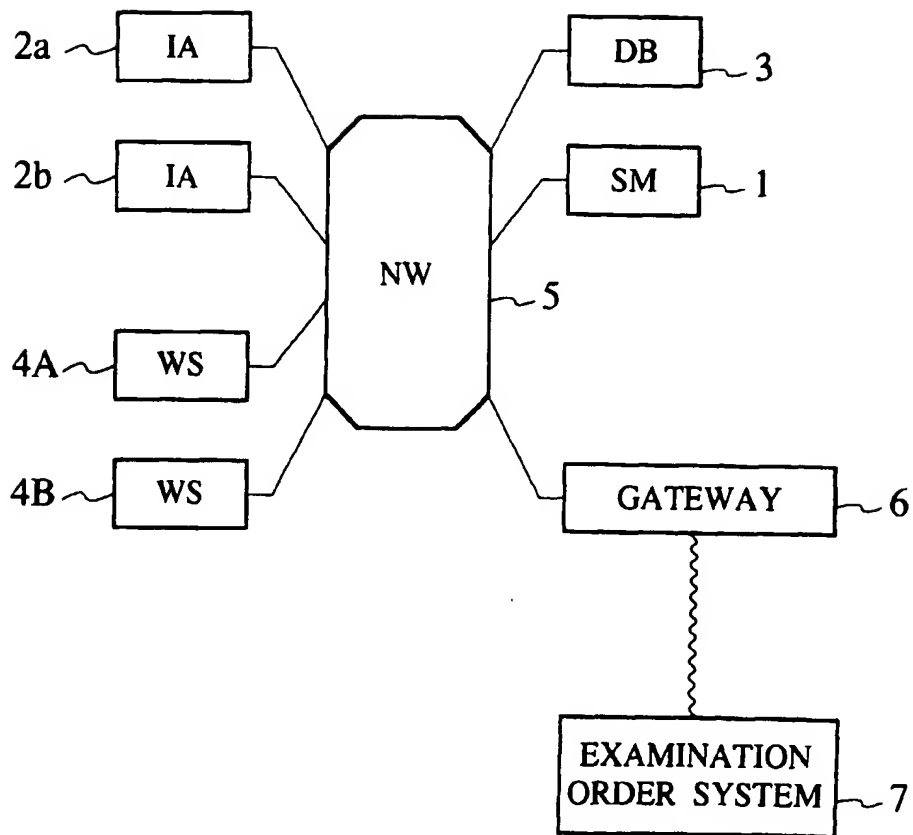 2a IA
DB 3
2b IA
SM 1
NW
5
4A WS
4B WS
GATEWAY 6
EXAMINATION
ORDER SYSTEM 7